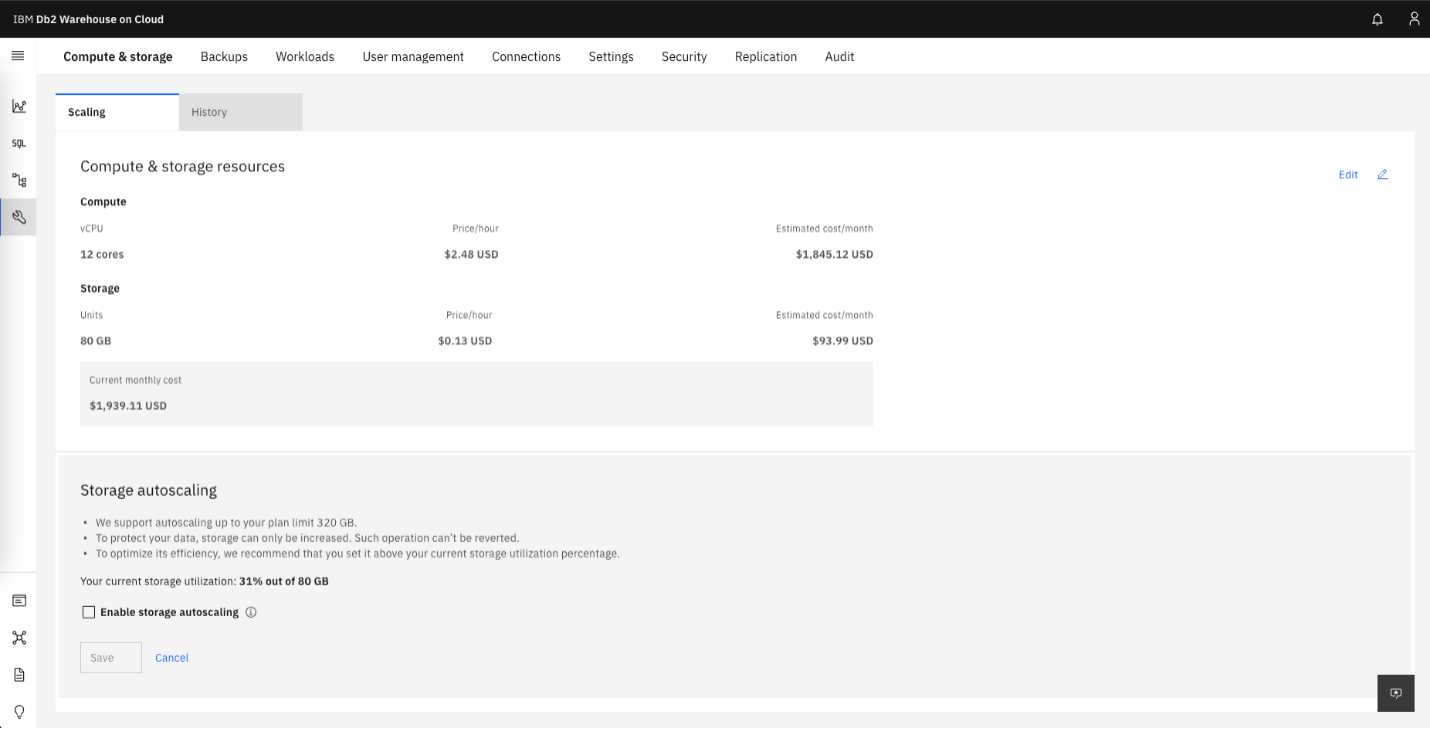 IBM Db2 Warehouse on Cloud
Compute & storage Backups Workloads User management Connections Settings Security Replication Audit
Scaling History
SQL
Compute & storage resources
Edit
Compute
vCPU Price/hour Estimated cost/month
12 cores $2.48 USD $1,845.12 USD
Storage
Units Price/hour Estimated cost/month
80 GB $0.13 USD $93.99 USD
Current monthly cost
$1,939.11 USD
Storage autoscaling
• We support autoscaling up to your plan limit 320 GB.
• To protect your data, storage can only be increased. Such operation can't be reverted.
• To optimize its efficiency, we recommend that you set it above your current storage utilization percentage.
Your current storage utilization: 31% out of 80 GB
Enable storage autoscaling
Save Cancel